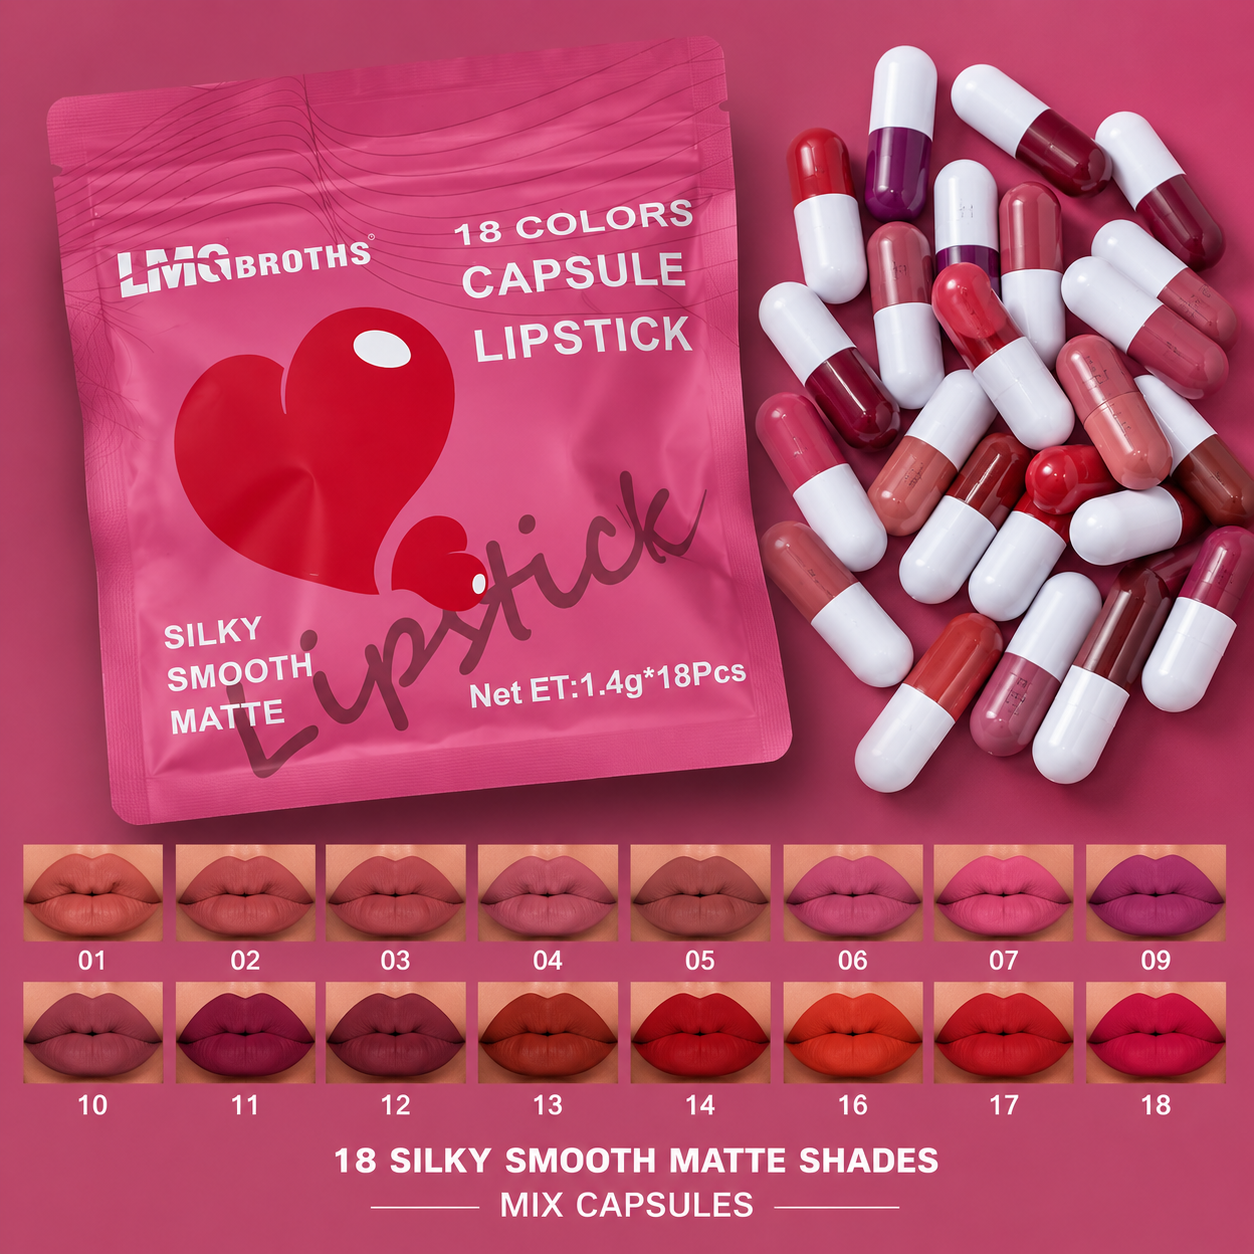 LMGBROTHS
18 COLORS
CAPSULE
LIPSTICK
Lipstick
SILKY
SMOOTH
MATTE
Net ET:1.4g*18Pcs
01 02 03 04 05 06 07 09
10 11 12 13 14 16 17 18
18 SILKY SMOOTH MATTE SHADES
MIX CAPSULES